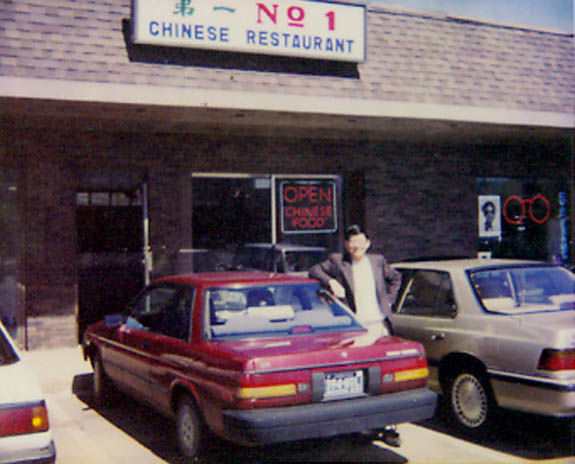 第一 No 1
CHINESE RESTAURANT
OPEN
CHINESE
FOOD